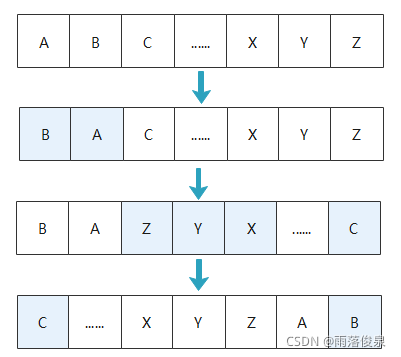 A B C ...... X Y Z
B A C ...... X Y Z
B A Z Y X ...... C
C ...... X Y Z A B
CSDN @雨落俊泉